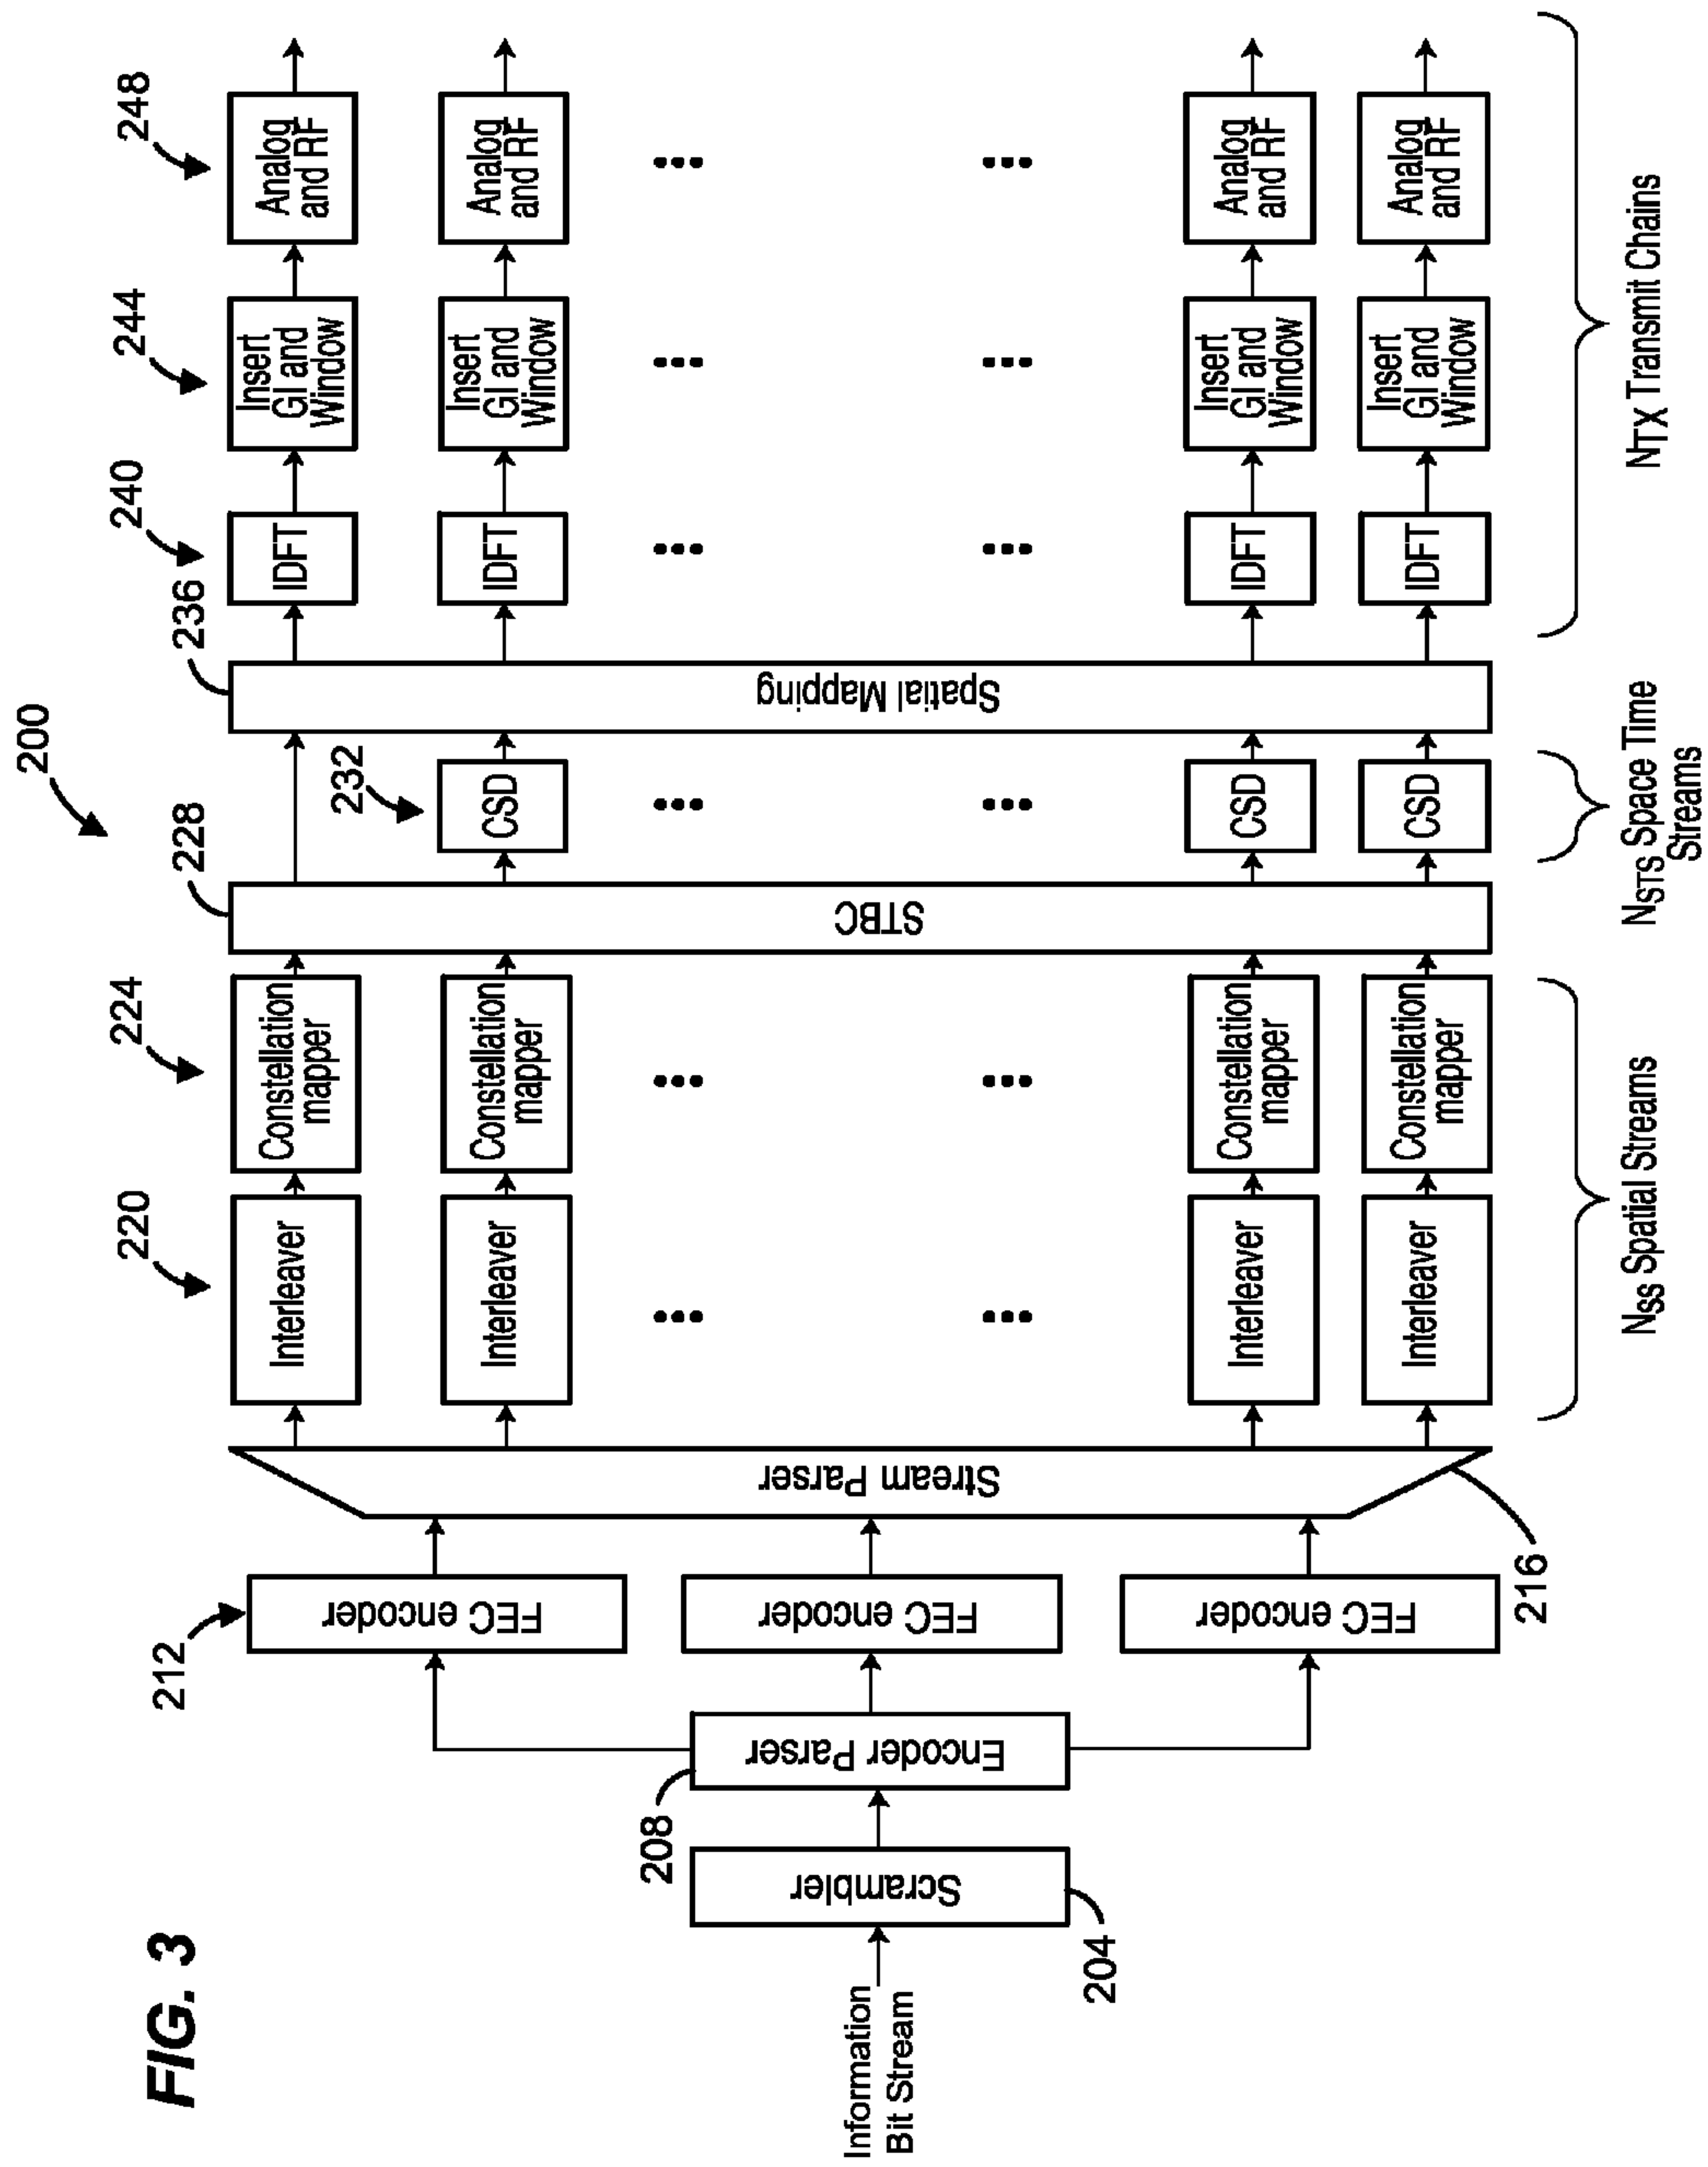 FIG. 3
200
Information
Bit Stream
Scrambler
204
Encoder Parser
208
212
FEC encoder
FEC encoder
FEC encoder
Stream Parser
216
220
Interleaver
Interleaver
Interleaver
Interleaver
224
Constellation
mapper
Constellation
mapper
Constellation
mapper
Constellation
mapper
NSS Spatial Streams
228
STBC
232
CSD
CSD
CSD
NSTS Space Time
Streams
236
Spatial Mapping
240
IDFT
IDFT
IDFT
IDFT
244
Insert
GI and
Window
Insert
GI and
Window
Insert
GI and
Window
Insert
GI and
Window
248
Analog
and RF
Analog
and RF
Analog
and RF
Analog
and RF
NTX Transmit Chains